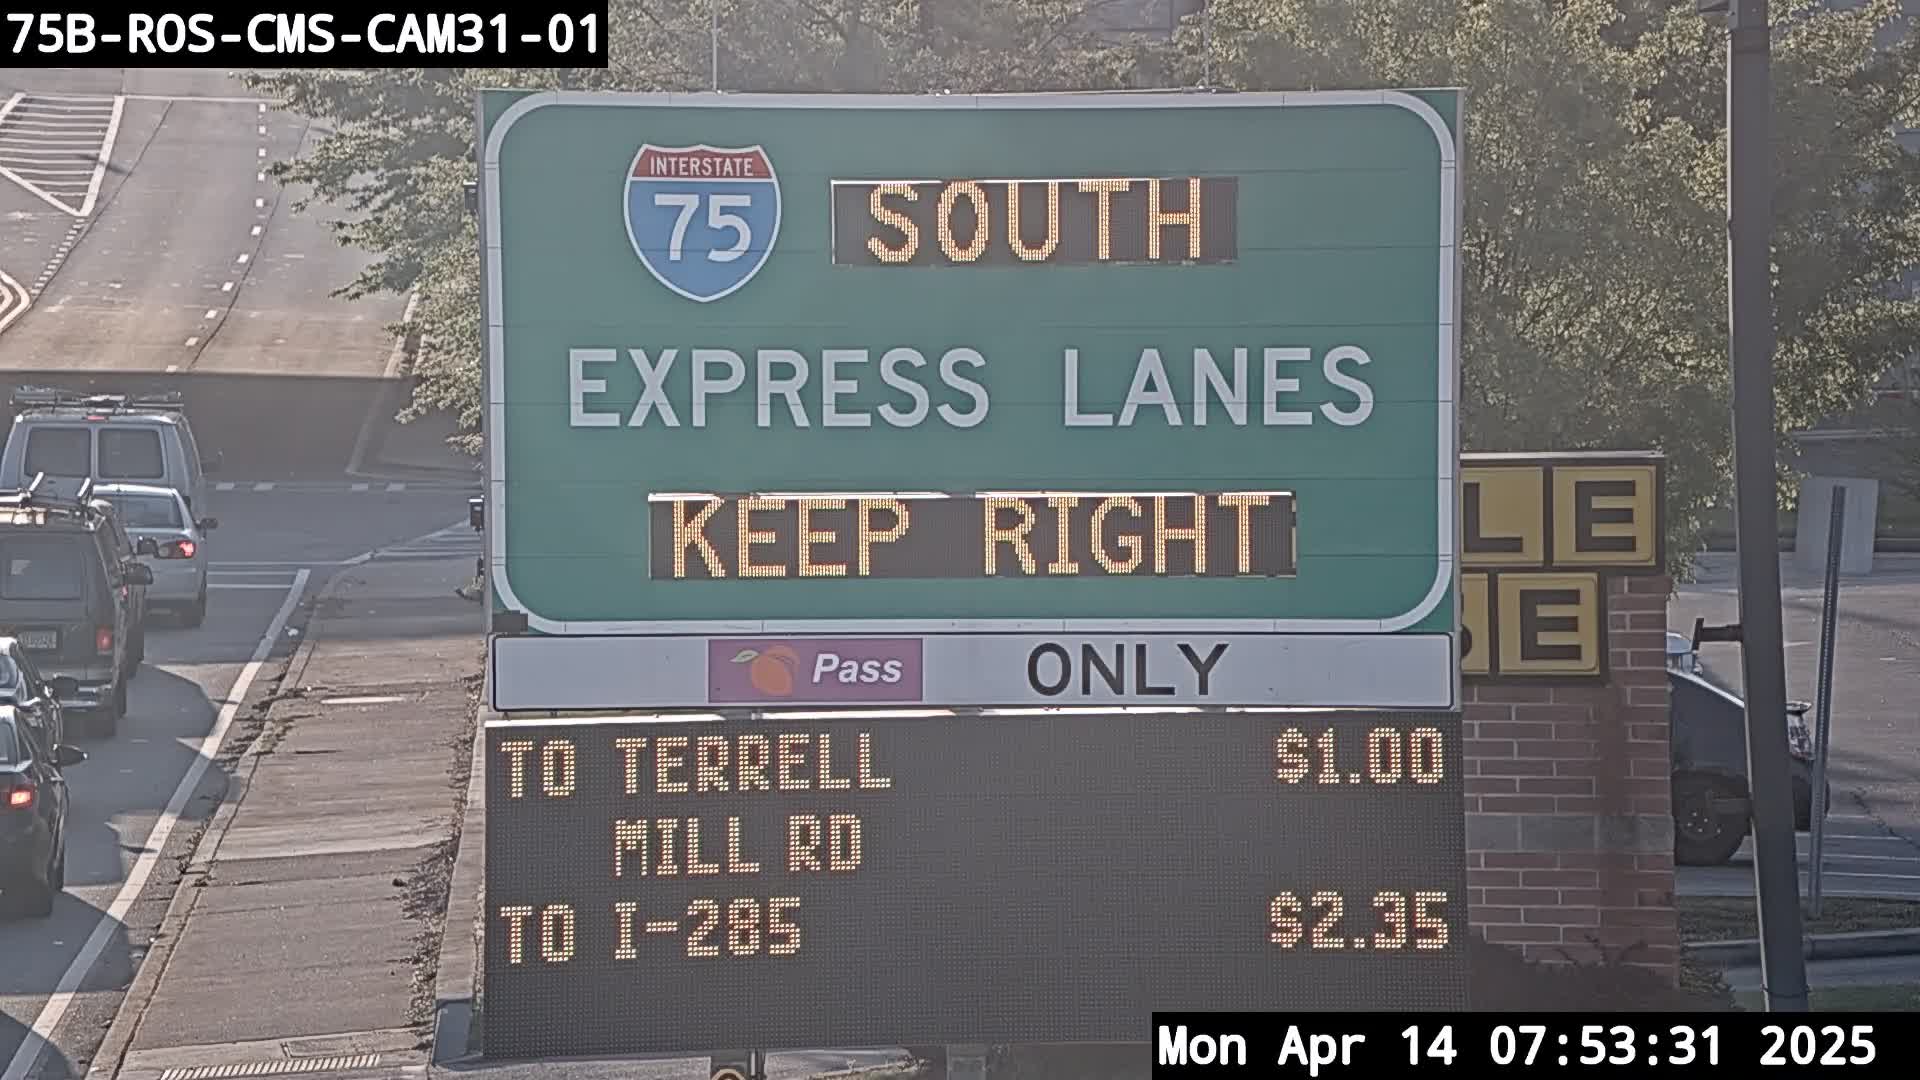 75B-ROS-CMS-CAM31-01
INTERSTATE
75
SOUTH
EXPRESS LANES
KEEP RIGHT
Pass ONLY
TO TERRELL $1.00
MILL RD
TO I-285 $2.35
LE
E
Mon Apr 14 07:53:31 2025